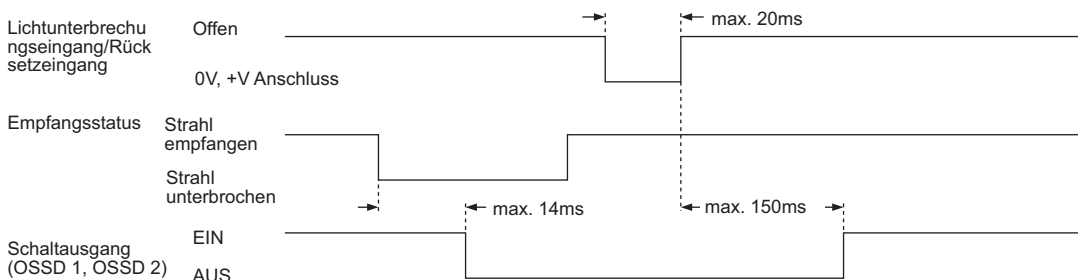 Lichtunterbrechu
ngseingang/Rück
setzeingang
Offen
max. 20ms
0V, +V Anschluss
Empfangsstatus
Strahl
empfangen
Strahl
unterbrochen
max. 14ms
max. 150ms
Schaltausgang
(OSSD 1, OSSD 2)
EIN
AUS